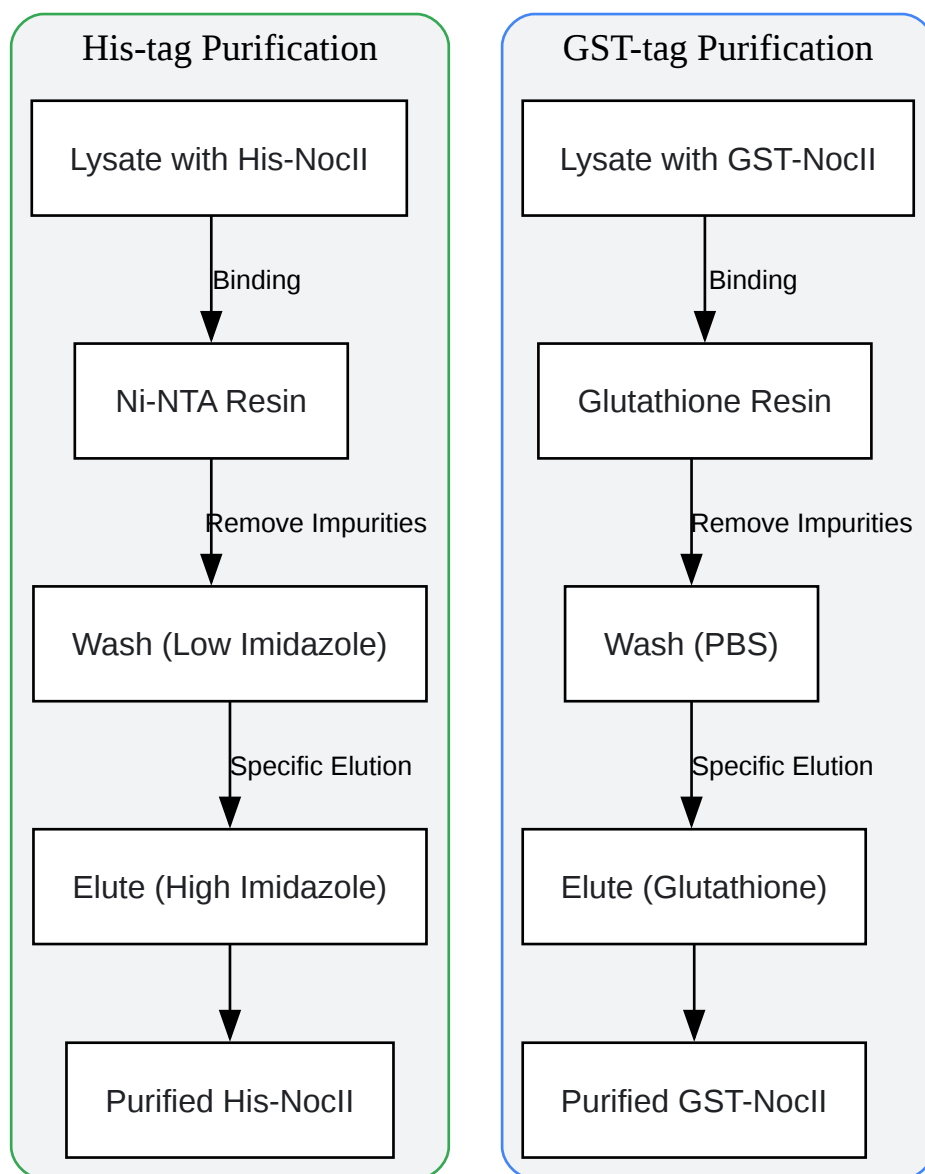 His-tag Purification
Lysate with His-NocII
Binding
Ni-NTA Resin
Remove Impurities
Wash (Low Imidazole)
Specific Elution
Elute (High Imidazole)
Purified His-NocII
GST-tag Purification
Lysate with GST-NocII
Binding
Glutathione Resin
Remove Impurities
Wash (PBS)
Specific Elution
Elute (Glutathione)
Purified GST-NocII